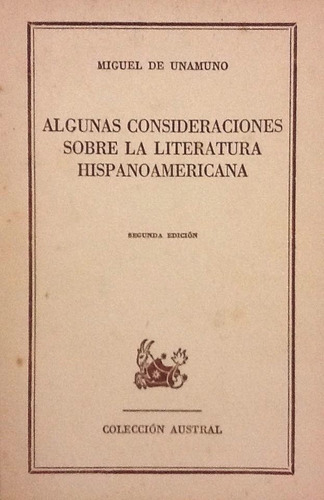 MIGUEL DE UNAMUNO
ALGUNAS CONSIDERACIONES
SOBRE LA LITERATURA
HISPANOAMERICANA
SEGUNDA EDICIÓN
COLECCIÓN AUSTRAL